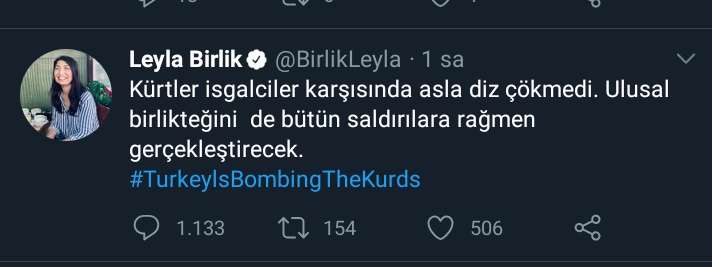 Leyla Birlik @BirlikLeyla · 1 sa
Kürtler isgalciler karşısında asla diz çökmedi. Ulusal
birlikteğini de bütün saldırılara rağmen
gerçekleştirecek.
#TurkeyIsBombingTheKurds
1.133 154 506